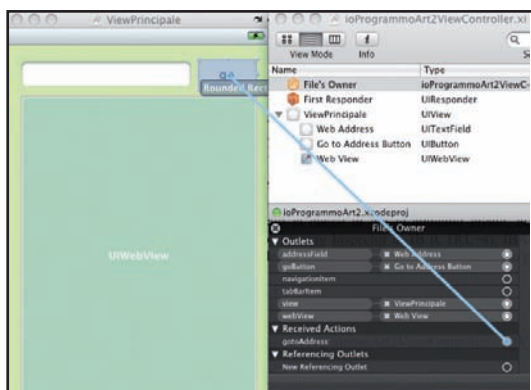 ViewPrincipale
go
Rounded Rect
UIWebView
ioProgrammoArt2ViewController.xi
View Mode
Info
Name Type
File's Owner ioProgrammoArt2ViewC
First Responder UIResponder
ViewPrincipale UIView
Web Address UITextField
Go to Address Button UIButton
Web View UIWebView
ioProgrammoArt2.xcodeproj
File's Owner
Outlets
addressField Web Address
goButton Go to Address Button
navigationItem
tabBarItem
view ViewPrincipale
webView Web View
Received Actions
gotoAddress:
Referencing Outlets
New Referencing Outlet